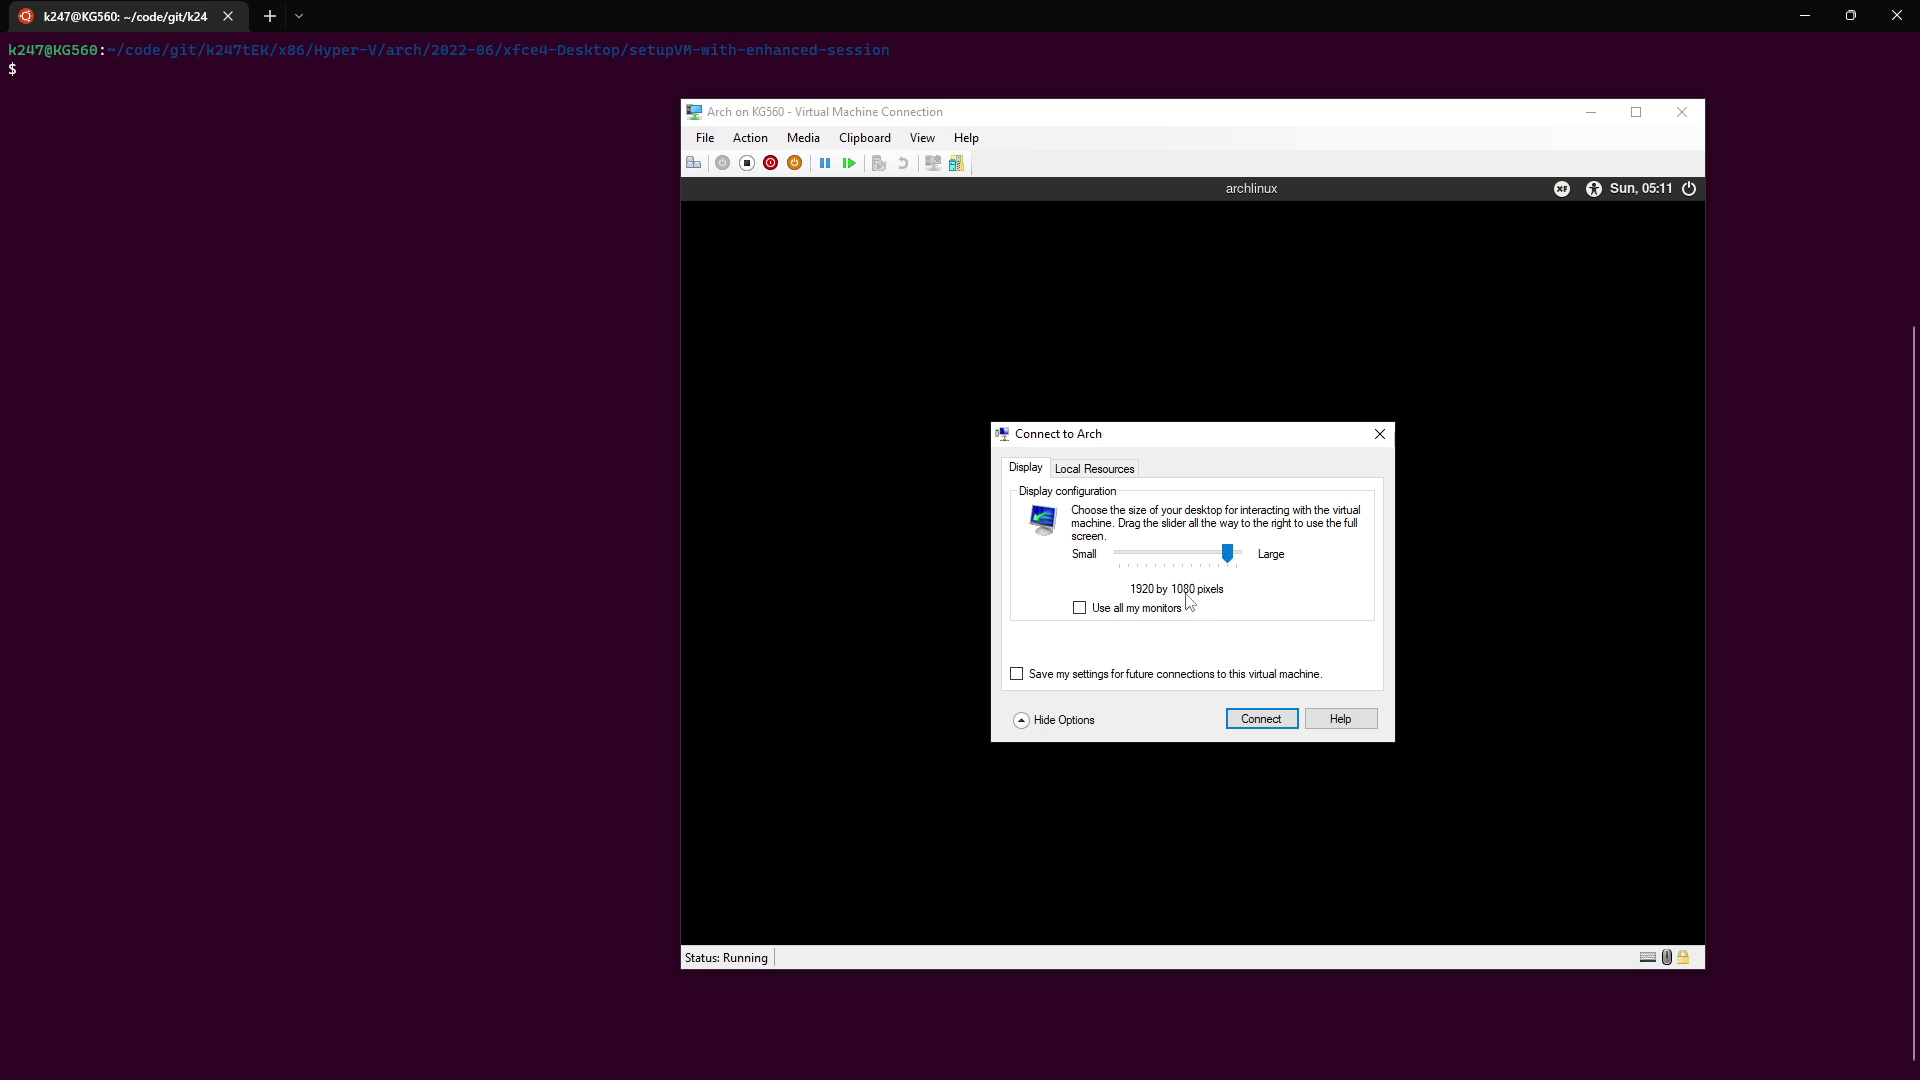 k247@KG560: ~/code/git/k24
k247@KG560:~/code/git/k247tEK/x86/Hyper-V/arch/2022-06/xfce4-Desktop/setupVM-with-enhanced-session
$
Arch on KG560 - Virtual Machine Connection
File Action Media Clipboard View Help
archlinux
Sun, 05:11
Connect to Arch
Display Local Resources
Display configuration
Choose the size of your desktop for interacting with the virtual
machine. Drag the slider all the way to the right to use the full
screen.
Small Large
1920 by 1080 pixels
Use all my monitors
Save my settings for future connections to this virtual machine.
Hide Options Connect Help
Status: Running